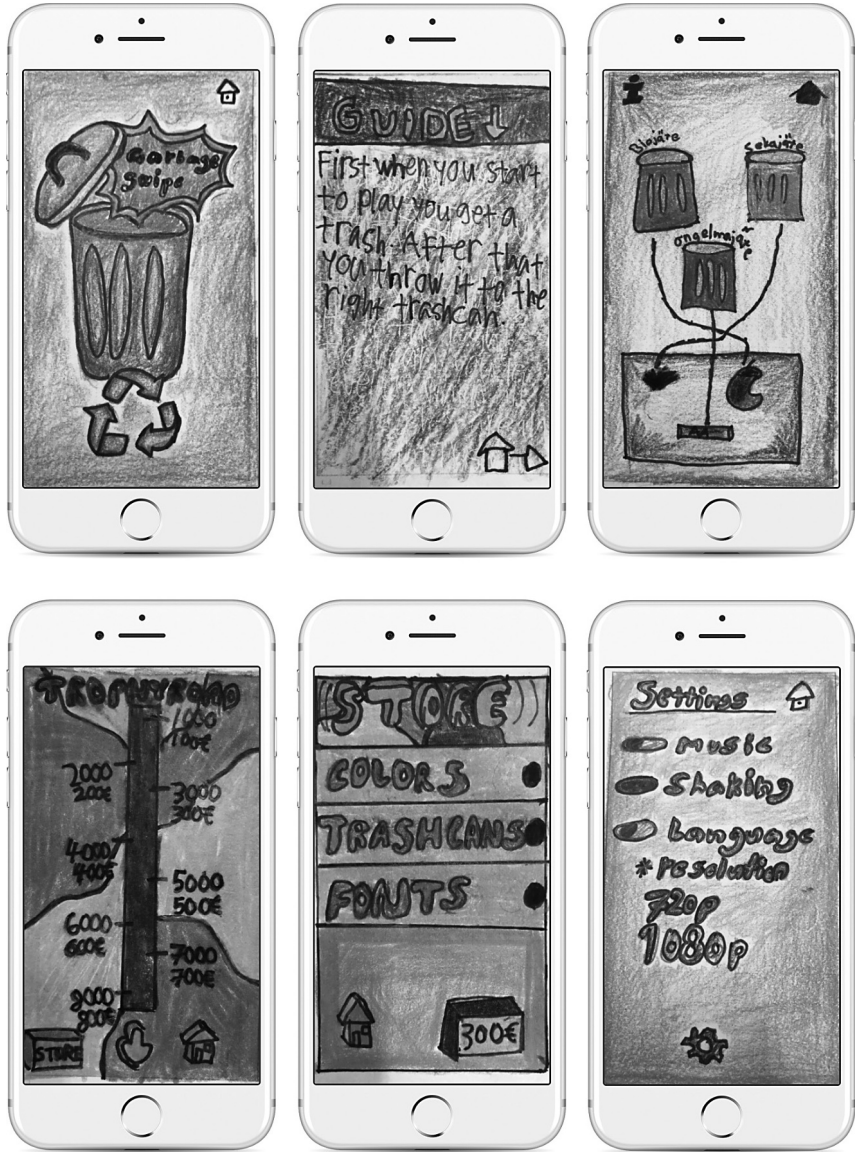 Garbage
Swipe
GUIDE
First when you start
to play you get a
trash. After that
you throw it to the
right trashcan.
i
Biojäte
Sekajäte
ongelmajäte
TROPHYROAD
1000
100€
2000
200€
3000
300€
4000
400€
5000
500€
6000
600€
7000
700€
8000
800€
STORE
STORE
COLORS
TRASHCANS
FONTS
300€
Settings
music
Shaking
Language
*resolution
720p
1080p